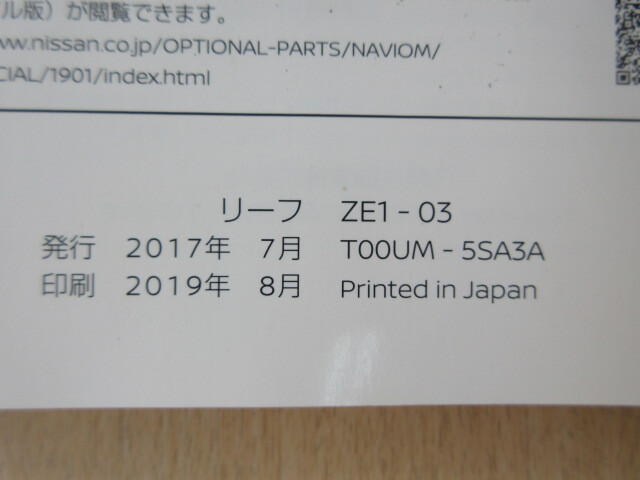 ル版）が閲覧できます。
ww.nissan.co.jp/OPTIONAL-PARTS/NAVIOM/
CIAL/1901/index.html
リーフ ZE1 - 03
発行 2017年 7月 T00UM - 5SA3A
印刷 2019年 8月 Printed in Japan